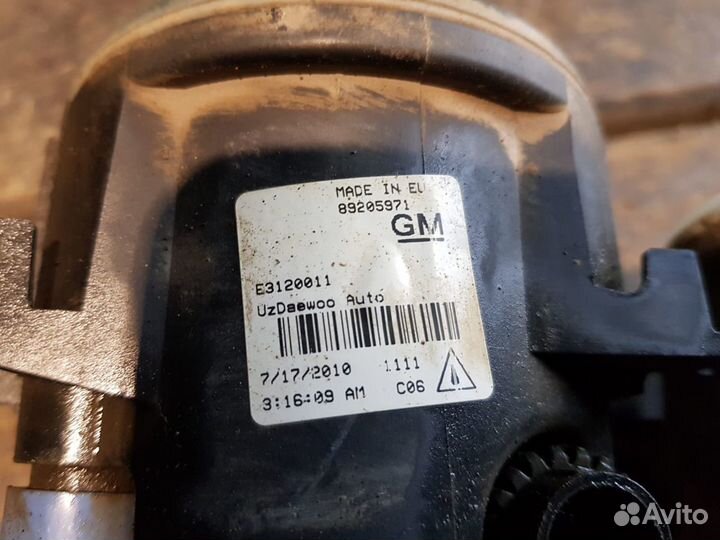 MADE IN EU
89205971
GM
E3120011
UzDaewoo Auto
7/17/2010 1111
3:16:09 AM C06
Avito